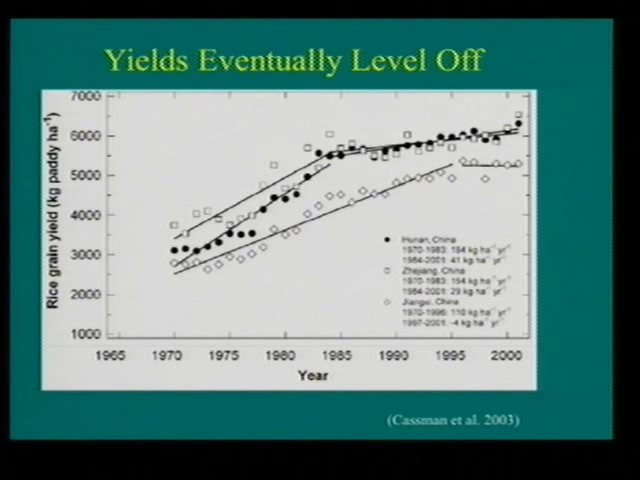 Yields Eventually Level Off
Rice grain yield (kg paddy ha⁻¹)
7000
6000
5000
4000
3000
2000
1000
1965 1970 1975 1980 1985 1990 1995 2000
Year
Hunan, China
1970-1983: 184 kg ha⁻¹ yr⁻¹
1984-2001: 41 kg ha⁻¹ yr⁻¹
Zhejiang, China
1970-1983: 154 kg ha⁻¹ yr⁻¹
1984-2001: 29 kg ha⁻¹ yr⁻¹
Jiangxi, China
1970-1996: 110 kg ha⁻¹ yr⁻¹
1997-2001: -4 kg ha⁻¹ yr⁻¹
(Cassman et al. 2003)